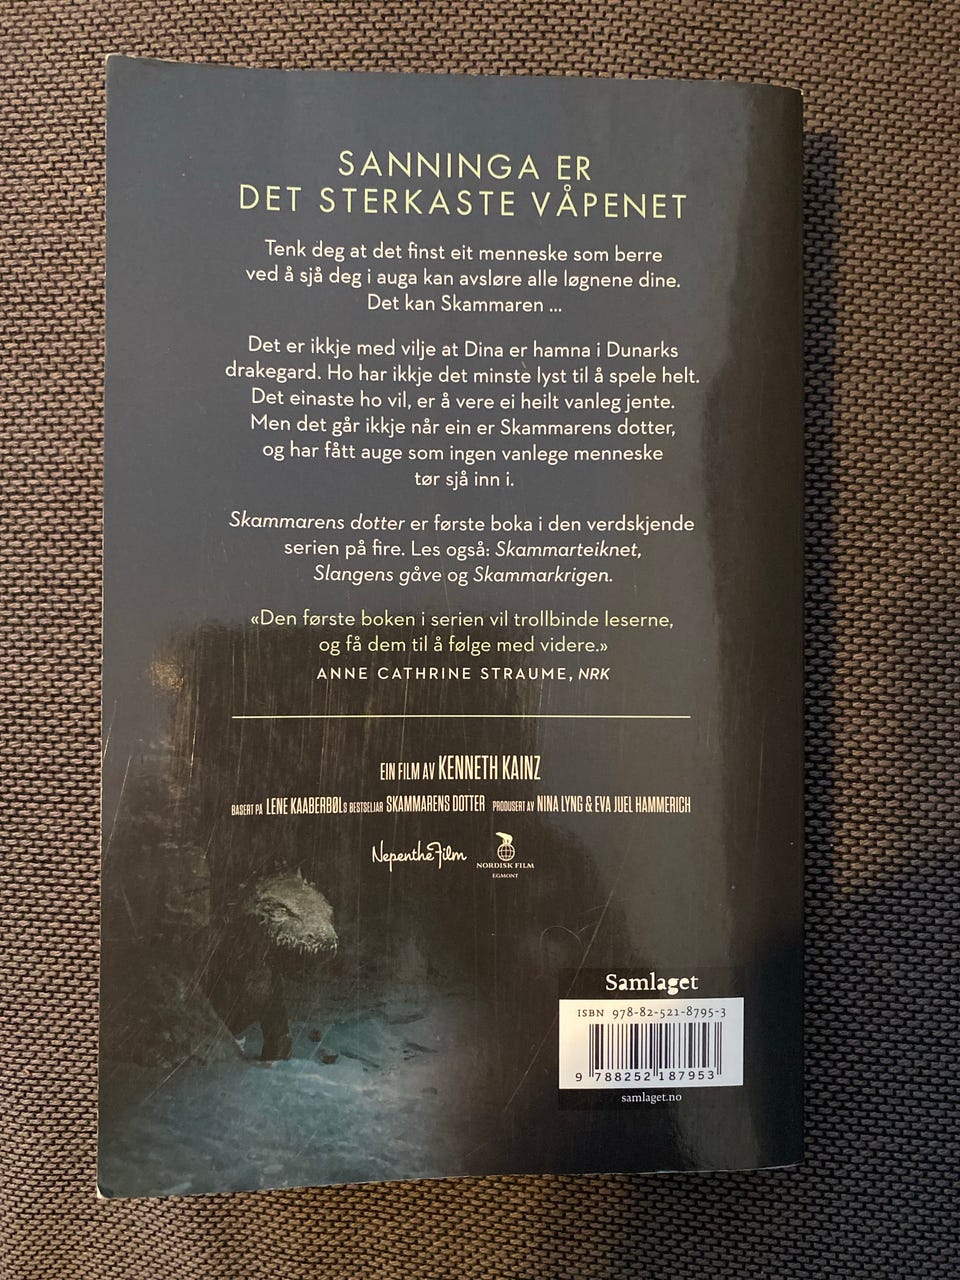 SANNINGA ER
DET STERKASTE VÅPENET
Tenk deg at det finst eit menneske som berre
ved å sjå deg i auga kan avsløre alle løgnene dine.
Det kan Skammaren ...
Det er ikkje med vilje at Dina er hamna i Dunarks
drakegard. Ho har ikkje det minste lyst til å spele helt.
Det einaste ho vil, er å vere ei heilt vanleg jente.
Men det går ikkje når ein er Skammarens dotter,
og har fått auge som ingen vanlege menneske
tør sjå inn i.
Skammarens dotter er første boka i den verdskjende
serien på fire. Les også: Skammarteiknet,
Slangens gåve og Skammarkrigen.
«Den første boken i serien vil trollbinde leserne,
og få dem til å følge med videre.»
ANNE CATHRINE STRAUME, NRK
EIN FILM AV KENNETH KAINZ
BASERT PÅ LENE KAABERBØLs BESTSELJAR SKAMMARENS DOTTER PRODUSERT AV NINA LYNG & EVA JUEL HAMMERICH
Nepenthe Film
NORDISK FILM
EGMONT
Samlaget
ISBN 978-82-521-8795-3
9 788252 187953
samlaget.no